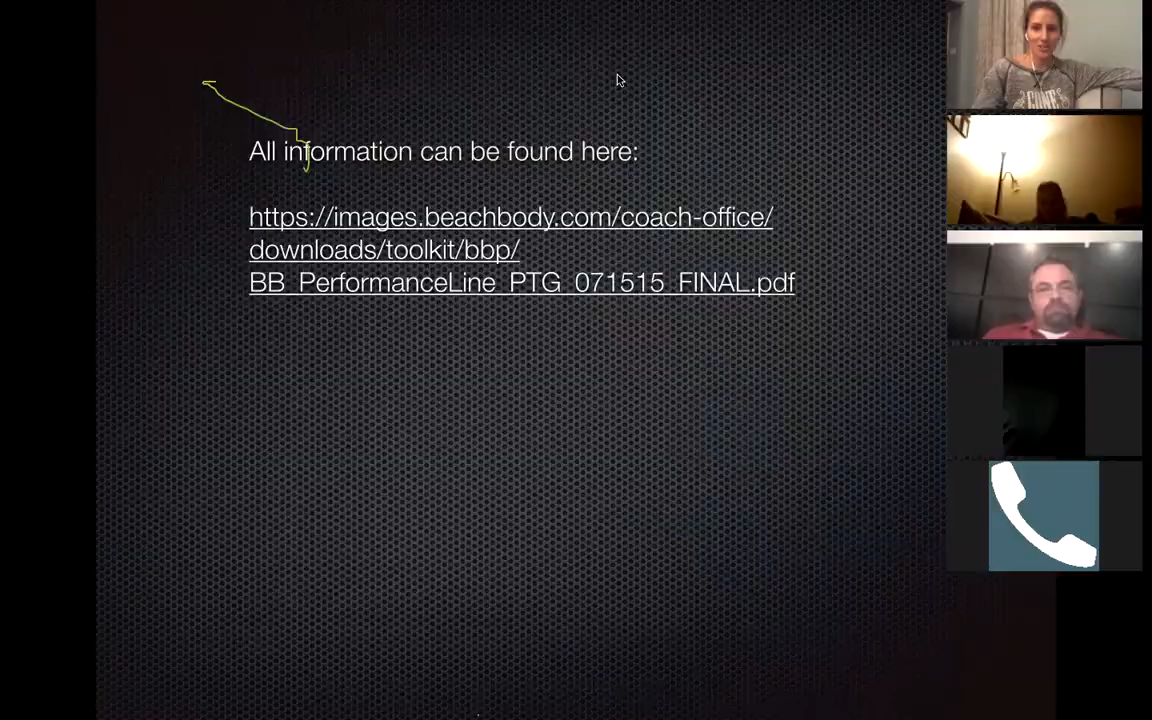 All information can be found here:
https://images.beachbody.com/coach-office/
downloads/toolkit/bbp/
BB_PerformanceLine_PTG_071515_FINAL.pdf